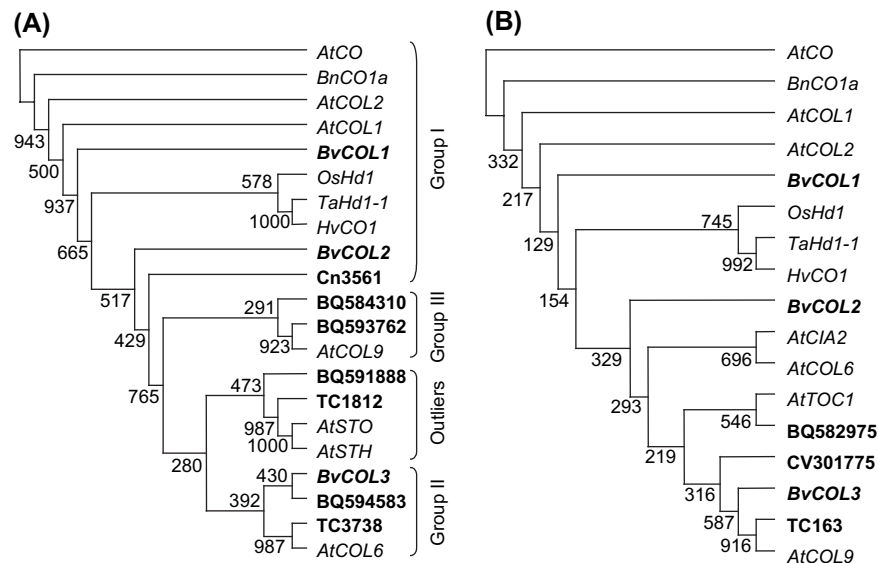 (A)
AtCO
BnCO1a
AtCOL2
943
AtCOL1
500
BvCOL1
937
578
OsHd1
TaHd1-1
1000
HvCO1
665
BvCOL2
517
Cn3561
429
Group I
291
BQ584310
BQ593762
923
AtCOL9
Group III
765
473
BQ591888
TC1812
987
AtSTO
1000
AtSTH
Outliers
280
430
BvCOL3
BQ594583
392
TC3738
987
AtCOL6
Group II
(B)
AtCO
BnCO1a
AtCOL1
332
AtCOL2
217
BvCOL1
129
745
OsHd1
TaHd1-1
992
HvCO1
154
BvCOL2
329
AtCIA2
696
AtCOL6
293
AtTOC1
546
BQ582975
219
CV301775
316
BvCOL3
587
TC163
916
AtCOL9